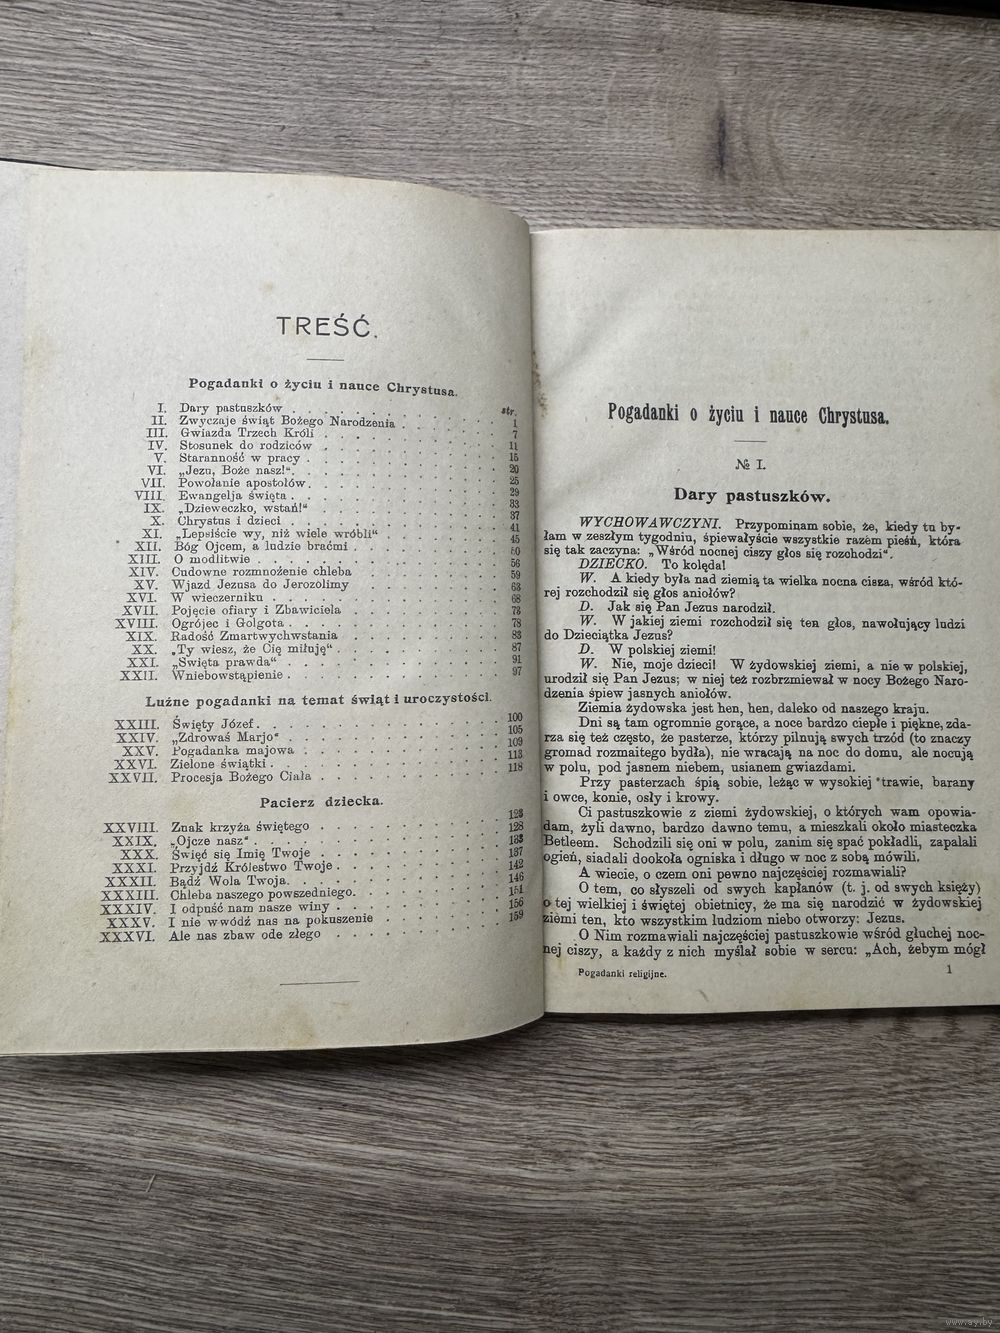 TREŚĆ.
Pogadanki o życiu i nauce Chrystusa.
str.
I. Dary pastuszków 1
II. Zwyczaje świąt Bożego Narodzenia 7
III. Gwiazda Trzech Króli 11
IV. Stosunek do rodziców 15
V. Staranność w pracy 20
VI. „Jezu, Boże nasz!“ 25
VII. Powołanie apostołów 29
VIII. Ewangelja święta 33
IX. „Dzieweczko, wstań!“ 37
X. Chrystus i dzieci 41
XI. „Lepsiście wy, niż wiele wróbli“ 45
XII. Bóg Ojcem, a ludzie braćmi 50
XIII. O modlitwie 56
XIV. Cudowne rozmnożenie chleba 59
XV. Wjazd Jezusa do Jerozolimy 63
XVI. W wieczerniku 68
XVII. Pojęcie ofiary i Zbawiciela 73
XVIII. Ogrójec i Golgota 78
XIX. Radość Zmartwychwstania 83
XX. „Ty wiesz, że Cię miłuję“ 87
XXI. „Święta prawda“ 91
XXII. Wniebowstąpienie 97
Luźne pogadanki na temat świąt i uroczystości.
XXIII. Święty Józef 100
XXIV. „Zdrowaś Marjo“ 105
XXV. Pogadanka majowa 109
XXVI. Zielone świątki 113
XXVII. Procesja Bożego Ciała 118
Pacierz dziecka.
XXVIII. Znak krzyża świętego 123
XXIX. „Ojcze nasz“ 128
XXX. Święć się Imię Twoje 133
XXXI. Przyjdź Królestwo Twoje 137
XXXII. Bądź Wola Twoja 142
XXXIII. Chleba naszego powszedniego 146
XXXIV. I odpuść nam nasze winy 151
XXXV. I nie wwódź nas na pokuszenie 156
XXXVI. Ale nas zbaw ode złego 159
Pogadanki o życiu i nauce Chrystusa.
№ I.
Dary pastuszków.
WYCHOWAWCZYNI. Przypominam sobie, że, kiedy tu by-
łam w zeszłym tygodniu, śpiewałyście wszystkie razem pieśń, która
się tak zaczyna: „Wśród nocnej ciszy głos się rozchodzi“.
DZIECKO. To kolęda!
W. A kiedy była nad ziemią ta wielka nocna cisza, wśród któ-
rej rozchodził się głos aniołów?
D. Jak się Pan Jezus narodził.
W. W jakiej ziemi rozchodził się ten głos, nawołujący ludzi
do Dzieciątka Jezus?
D. W polskiej ziemi!
W. Nie, moje dzieci! W żydowskiej ziemi, a nie w polskiej,
urodził się Pan Jezus; w niej też rozbrzmiewał w nocy Bożego Naro-
dzenia śpiew jasnych aniołów.
Ziemia żydowska jest hen, hen, daleko od naszego kraju.
Dni są tam ogromnie gorące, a noce bardzo ciepłe i piękne, zda-
rza się też często, że pasterze, którzy pilnują swych trzód (to znaczy
gromad rozmaitego bydła), nie wracają na noc do domu, ale nocują
w polu, pod jasnem niebem, usianem gwiazdami.
Przy pasterzach śpią sobie, leżąc w wysokiej trawie, barany
i owce, konie, osły i krowy.
Ci pastuszkowie z ziemi żydowskiej, o których wam opowia-
dam, żyli dawno, bardzo dawno temu, a mieszkali około miasteczka
Betleem. Schodzili się oni w polu, zanim się spać pokładli, zapalali
ogień, siadali dookoła ogniska i długo w noc z sobą mówili.
A wiecie, o czem oni pewno najczęściej rozmawiali?
O tem, co słyszeli od swych kapłanów (t. j. od swych księży)
o tej wielkiej i świętej obietnicy, że ma się narodzić w żydowskiej
ziemi ten, kto wszystkim ludziom niebo otworzy: Jezus.
O Nim rozmawiali najczęściej pastuszkowie wśród głuchej noc-
nej ciszy, a każdy z nich myślał sobie w sercu: „Ach, żebym mógł
Pogadanki religijne.
1
www.ay.by